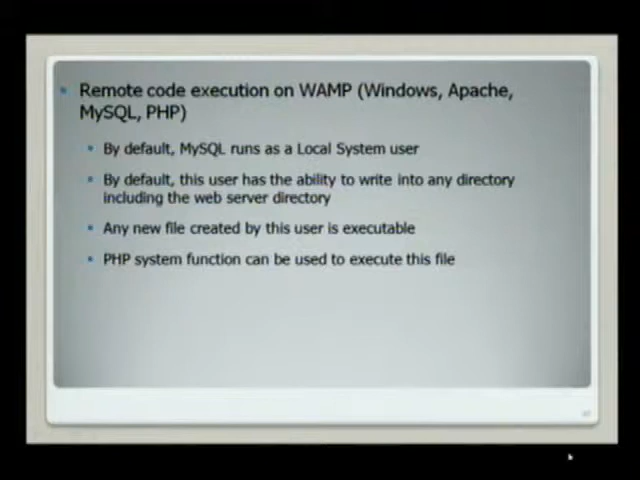 Remote code execution on WAMP (Windows, Apache,
MySQL, PHP)
By default, MySQL runs as a Local System user
By default, this user has the ability to write into any directory
including the web server directory
Any new file created by this user is executable
PHP system function can be used to execute this file